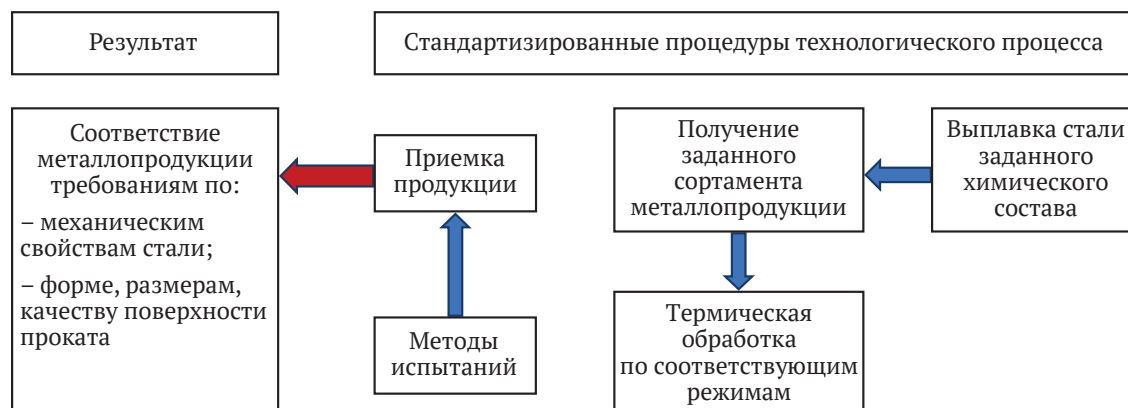 Результат
Стандартизированные процедуры технологического процесса
Соответствие
металлопродукции
требованиям по:
– механическим
свойствам стали;
– форме, размерам,
качеству поверхности
проката
Приемка
продукции
Методы
испытаний
Получение
заданного
сортамента
металлопродукции
Термическая
обработка
по соответствующим
режимам
Выплавка стали
заданного
химического
состава